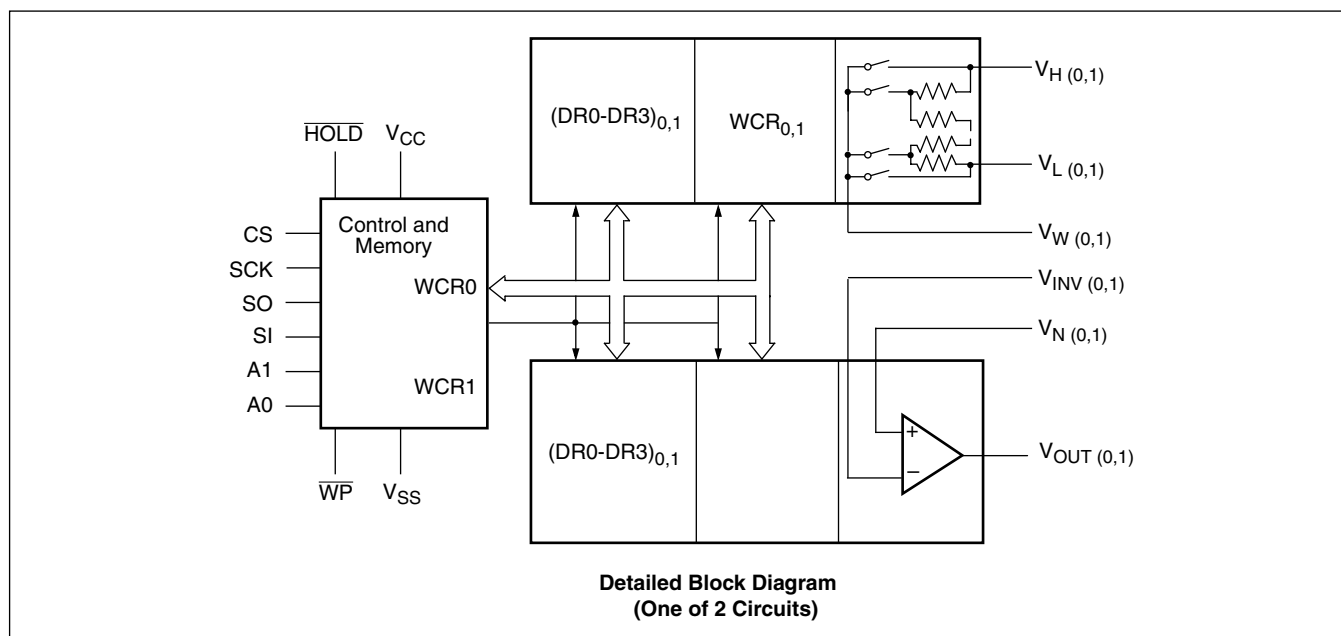 HOLD
VCC
Control and
Memory
WCR0
WCR1
CS
SCK
SO
SI
A1
A0
WP
VSS
(DR0-DR3)0,1
WCR0,1
VH (0,1)
VL (0,1)
VW (0,1)
VINV (0,1)
VN (0,1)
(DR0-DR3)0,1
+
−
VOUT (0,1)
Detailed Block Diagram
(One of 2 Circuits)